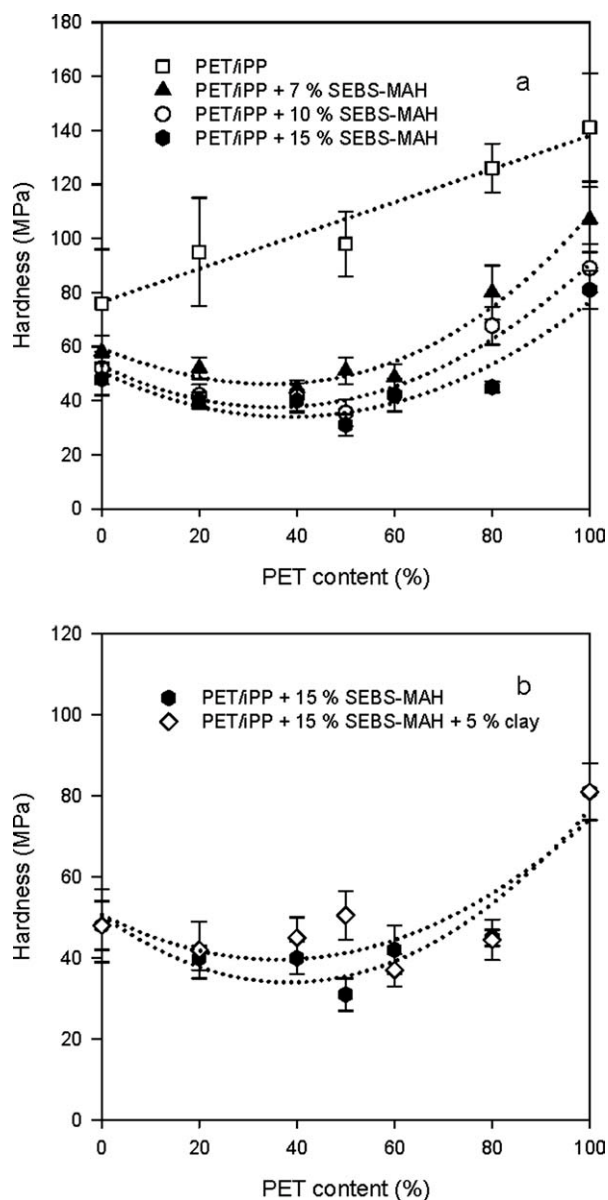 180
160
140
120
100
80
60
40
20
0
Hardness (MPa)
PET/iPP
PET/iPP + 7 % SEBS-MAH
PET/iPP + 10 % SEBS-MAH
PET/iPP + 15 % SEBS-MAH
a
0 20 40 60 80 100
PET content (%)
120
100
80
60
40
20
0
Hardness (MPa)
PET/iPP + 15 % SEBS-MAH
PET/iPP + 15 % SEBS-MAH + 5 % clay
b
0 20 40 60 80 100
PET content (%)